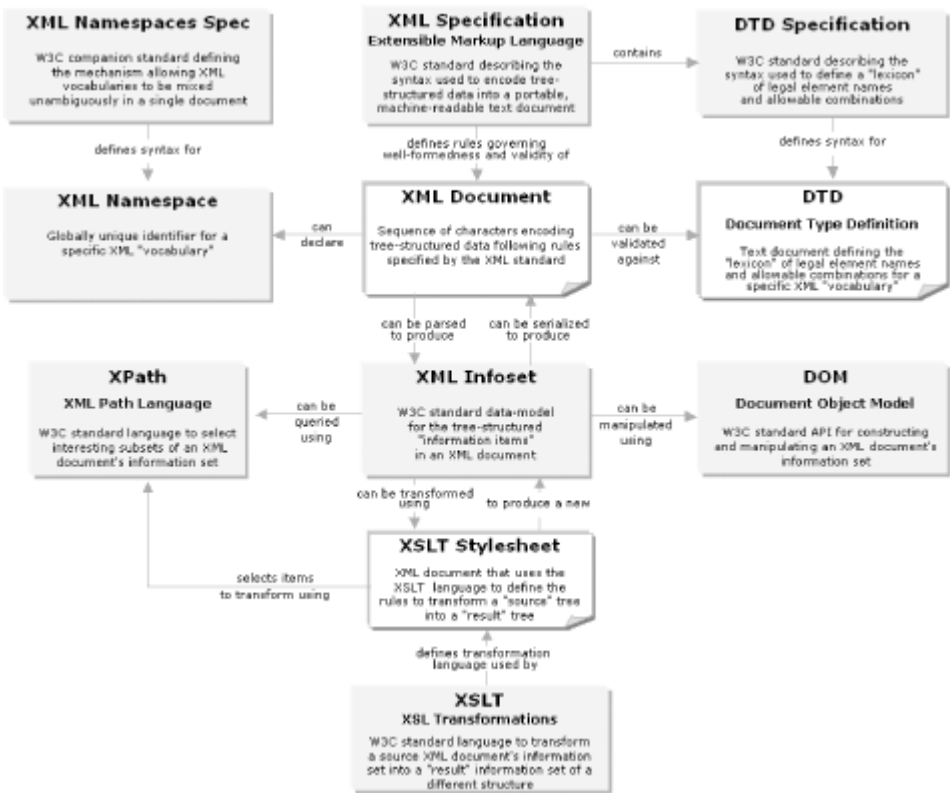 XML Namespaces Spec
W3C companion standard defining
the mechanism allowing XML
vocabularies to be mixed
unambiguously in a single document
XML Specification
Extensible Markup Language
W3C standard describing the
syntax used to encode tree-
structured data into a portable,
machine-readable text document
contains
DTD Specification
W3C standard describing the
syntax used to define a "lexicon"
of legal element names
and allowable combinations
defines syntax for
defines rules governing
well-formedness and validity of
defines syntax for
XML Namespace
Globally unique identifier for a
specific XML "vocabulary"
can
declare
XML Document
Sequence of characters encoding
tree-structured data following rules
specified by the XML standard
can be
validated
against
DTD
Document Type Definition
Text document defining the
"lexicon" of legal element names
and allowable combinations for a
specific XML "vocabulary"
can be parsed
to produce
can be serialized
to produce
XPath
XML Path Language
W3C standard language to select
interesting subsets of an XML
document's information set
can be
queried
using
XML Infoset
W3C standard data-model
for the tree-structured
"information items"
in an XML document
can be
manipulated
using
DOM
Document Object Model
W3C standard API for constructing
and manipulating an XML document's
information set
can be transformed
using
to produce a new
selects items
to transform using
XSLT Stylesheet
XML document that uses the
XSLT language to define the
rules to transform a "source" tree
into a "result" tree
defines transformation
language used by
XSLT
XSL Transformations
W3C standard language to transform
a source XML document's information
set into a "result" information set of a
different structure